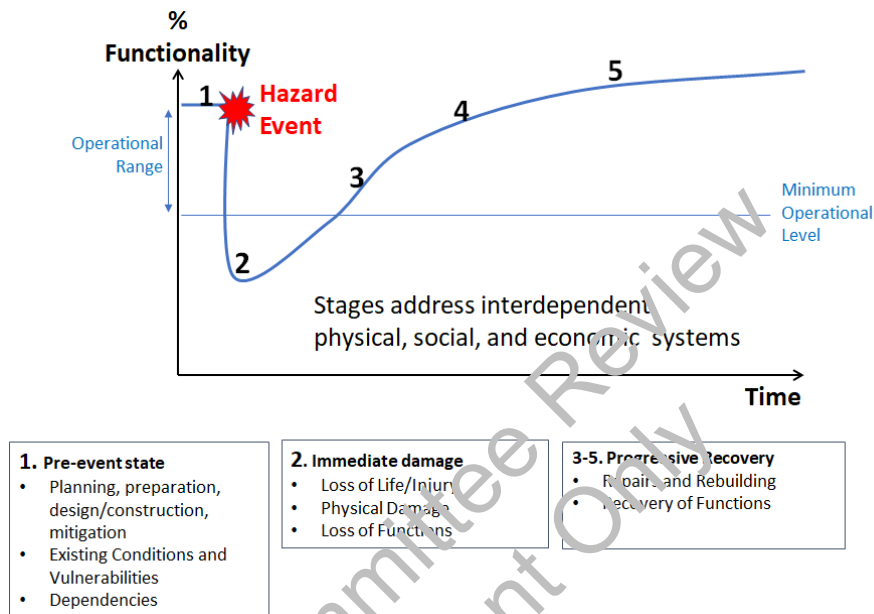 %
Functionality
1
Hazard
Event
5
4
Operational
Range
3
Minimum
Operational
Level
2
Stages address interdependent
physical, social, and economic systems
Time
1. Pre-event state
• Planning, preparation,
design/construction,
mitigation
• Existing Conditions and
Vulnerabilities
• Dependencies
2. Immediate damage
• Loss of Life/Injury
• Physical Damage
• Loss of Functions
3-5. Progressive Recovery
• Repairs and Rebuilding
• Recovery of Functions
Review
Only